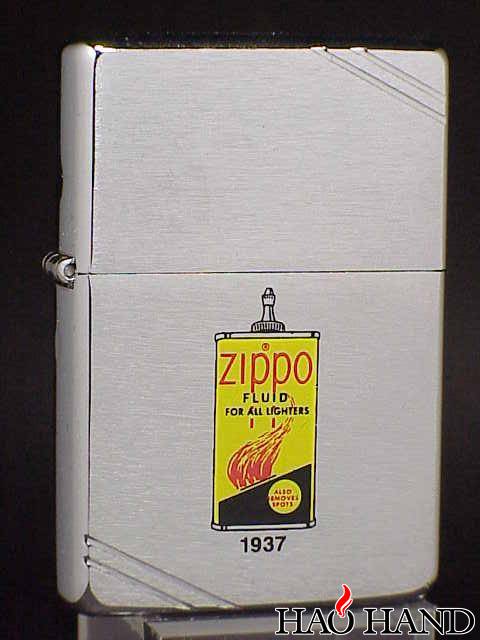 ZIPPO
®
FLUID
FOR ALL LIGHTERS
ALSO
REMOVES
SPOTS
1937
HAO HAND